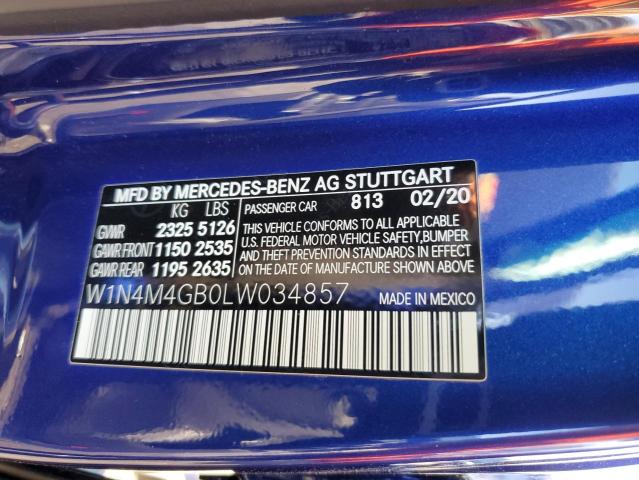 MFD BY MERCEDES-BENZ AG STUTTGART
KG LBS PASSENGER CAR 813 02/20
GVWR 2325 5126
GAWR FRONT 1150 2535
GAWR REAR 1195 2635
THIS VEHICLE CONFORMS TO ALL APPLICABLE
U.S. FEDERAL MOTOR VEHICLE SAFETY,BUMPER
AND THEFT PREVENTION STANDARDS IN EFFECT
ON THE DATE OF MANUFACTURE SHOWN ABOVE.
W1N4M4GB0LW034857 MADE IN MEXICO